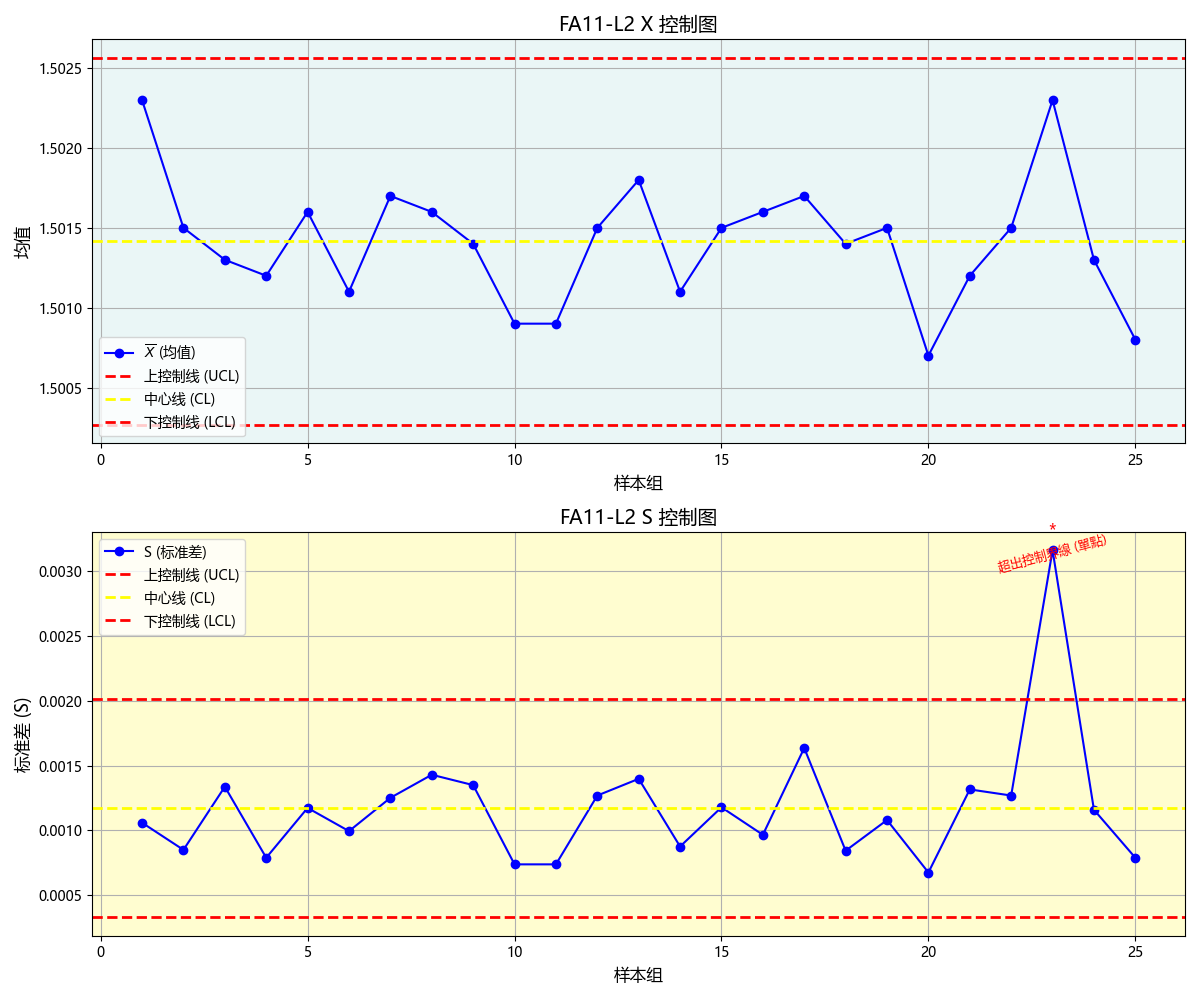 FA11-L2 X 控制图
1.5025
1.5020
1.5015
1.5010
1.5005
均值
X (均值)
上控制线 (UCL)
中心线 (CL)
下控制线 (LCL)
0 5 10 15 20 25
样本组
FA11-L2 S 控制图
*
超出控制界線 (單點)
S (标准差)
上控制线 (UCL)
中心线 (CL)
下控制线 (LCL)
0.0030
0.0025
0.0020
0.0015
0.0010
0.0005
标准差 (S)
0 5 10 15 20 25
样本组